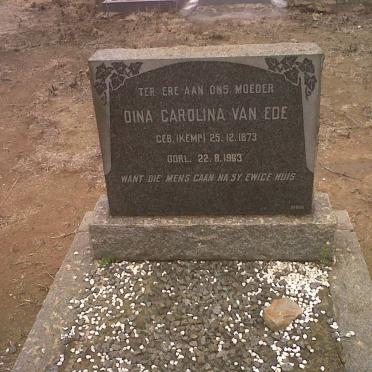 TER ERE AAN ONS MOEDER
DINA CAROLINA VAN EDE
GEB. (KEMP) 25.12.1873
OORL. 22.8.1963
WANT DIE MENS GAAN NA SY EWIGE HUIS